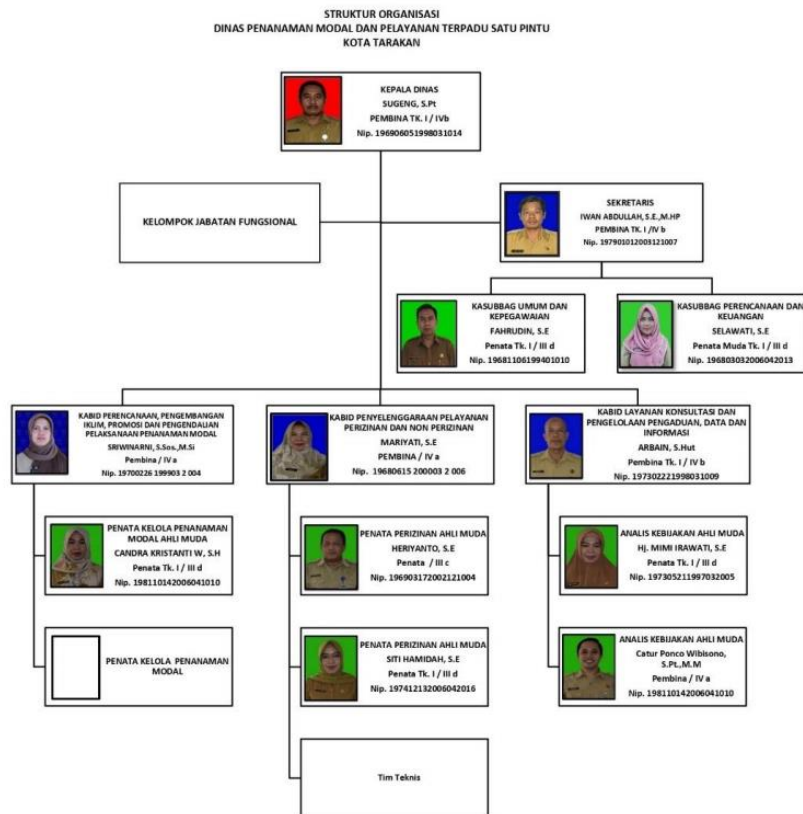 STRUKTUR ORGANISASI
DINAS PENANAMAN MODAL DAN PELAYANAN TERPADU SATU PINTU
KOTA TARAKAN
KEPALA DINAS
SUGENG, S.Pt
PEMBINA TK. I / IVb
Nip. 196906051998031014
KELOMPOK JABATAN FUNGSIONAL
SEKRETARIS
IWAN ABDULLAH, S.E.,M.HP
PEMBINA TK. I /IV b
Nip. 197901012003121007
KASUBBAG UMUM DAN
KEPEGAWAIAN
FAHRUDIN, S.E
Penata Tk. I / III d
Nip. 19681106199401010
KASUBBAG PERENCANAAN DAN
KEUANGAN
SELAWATI, S.E
Penata Muda Tk. I / III d
Nip. 196803032006042013
KABID PERENCANAAN, PENGEMBANGAN
IKLIM, PROMOSI DAN PENGENDALIAN
PELAKSANAAN PENANAMAN MODAL
SRIWINARNI, S.Sos.,M.Si
Pembina / IV a
Nip. 19700226 199903 2 004
KABID PENYELENGGARAAN PELAYANAN
PERIZINAN DAN NON PERIZINAN
MARIYATI, S.E
PEMBINA / IV a
Nip. 19680615 200003 2 006
KABID LAYANAN KONSULTASI DAN
PENGELOLAAN PENGADUAN, DATA DAN
INFORMASI
ARBAIN, S.Hut
Pembina Tk. I / IV b
Nip. 197302221998031009
PENATA KELOLA PENANAMAN
MODAL AHLI MUDA
CANDRA KRISTANTI W, S.H
Penata Tk. I / III d
Nip. 198110142006041010
PENATA PERIZINAN AHLI MUDA
HERIYANTO, S.E
Penata / III c
Nip. 196903172002121004
ANALIS KEBIJAKAN AHLI MUDA
Hj. MIMI IRAWATI, S.E
Penata Tk. I / III d
Nip. 197305211997032005
PENATA KELOLA PENANAMAN
MODAL
PENATA PERIZINAN AHLI MUDA
SITI HAMIDAH, S.E
Penata Tk. I / III d
Nip. 197412132006042016
ANALIS KEBIJAKAN AHLI MUDA
Catur Ponco Wibisono,
S.Pt.,M.M
Pembina / IV a
Nip. 198110142006041010
Tim Teknis